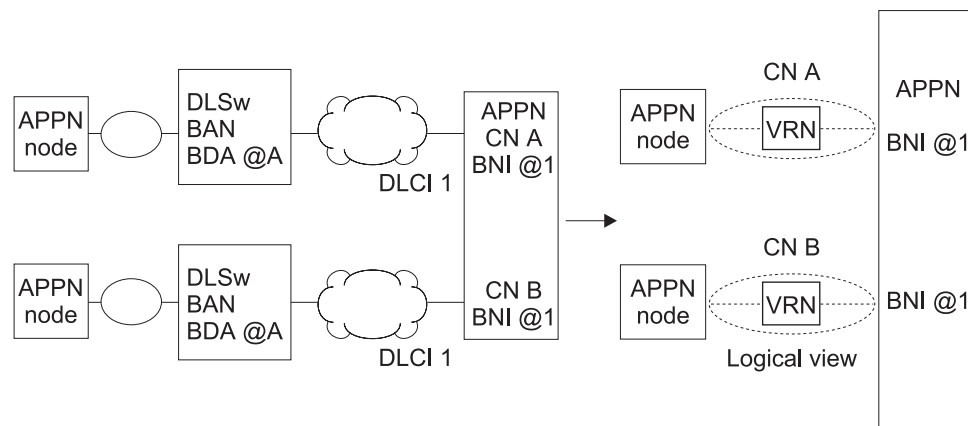 APPN
node
DLSw
BAN
BDA @A
DLCI 1
APPN
CN A
BNI @1
APPN
node
DLSw
BAN
BDA @A
DLCI 1
CN B
BNI @1
CN A
APPN
node
VRN
APPN
BNI @1
CN B
APPN
node
VRN
BNI @1
Logical view